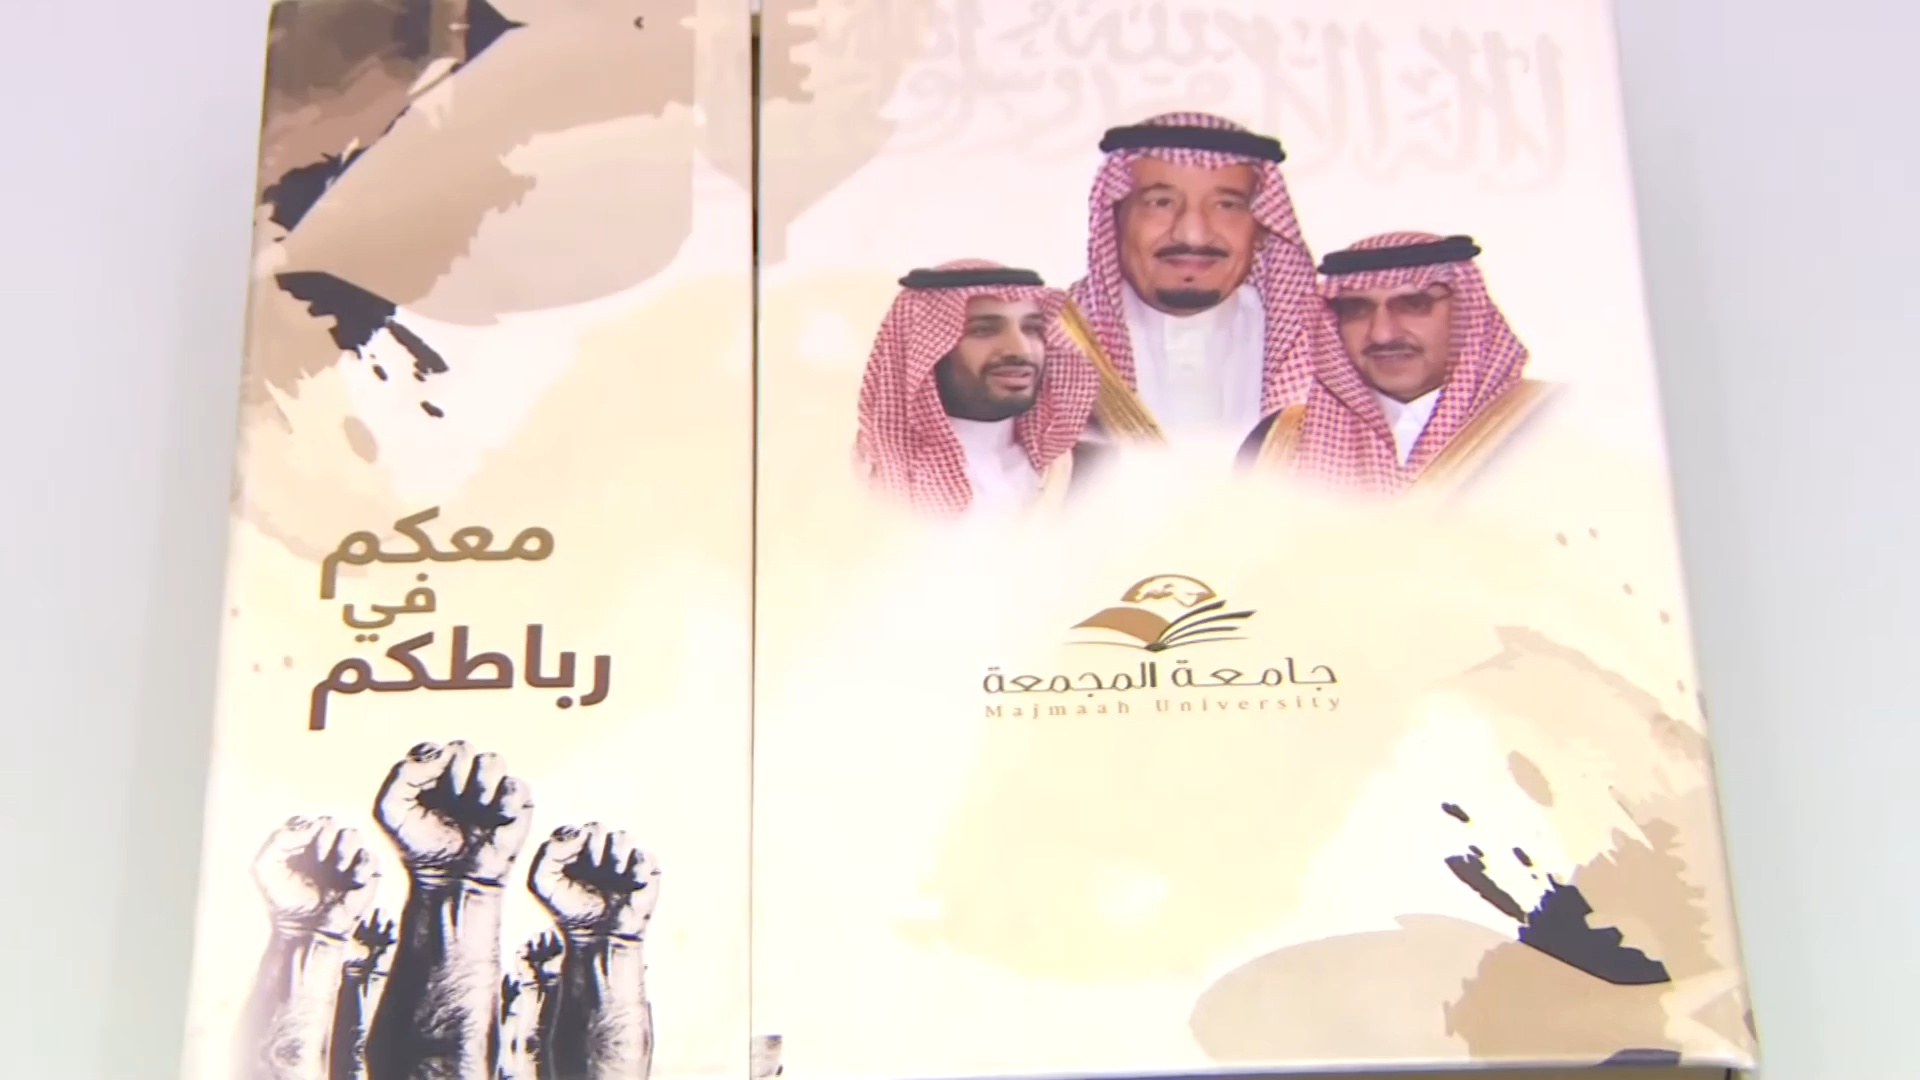 معكم
في
رباطكم
جامعة المجمعة
Majmaah University